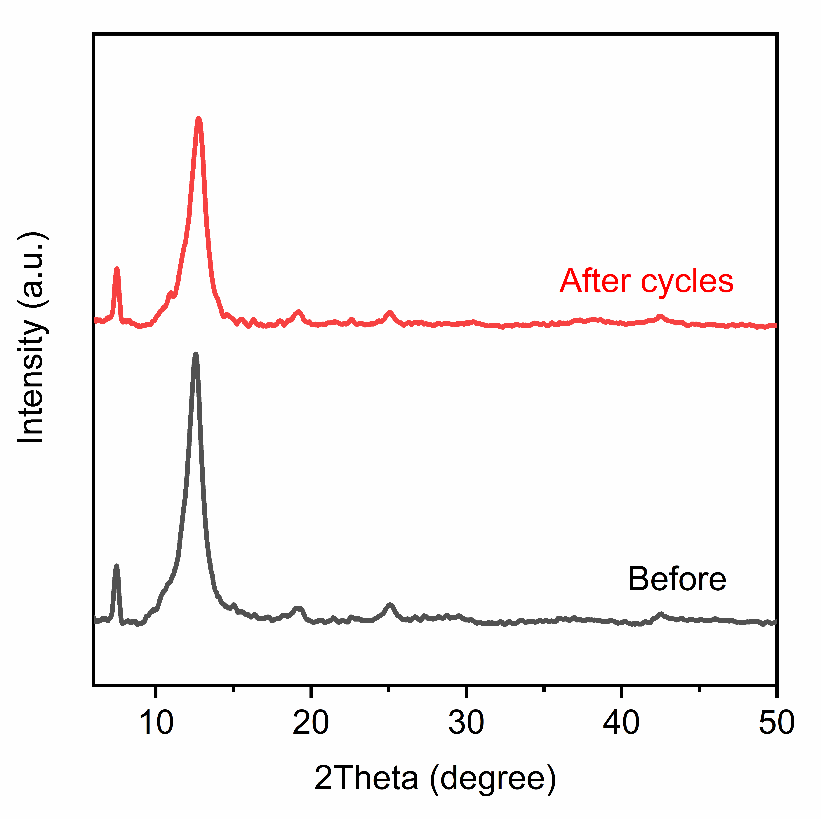 Intensity (a.u.)
After cycles
Before
10 20 30 40 50
2Theta (degree)